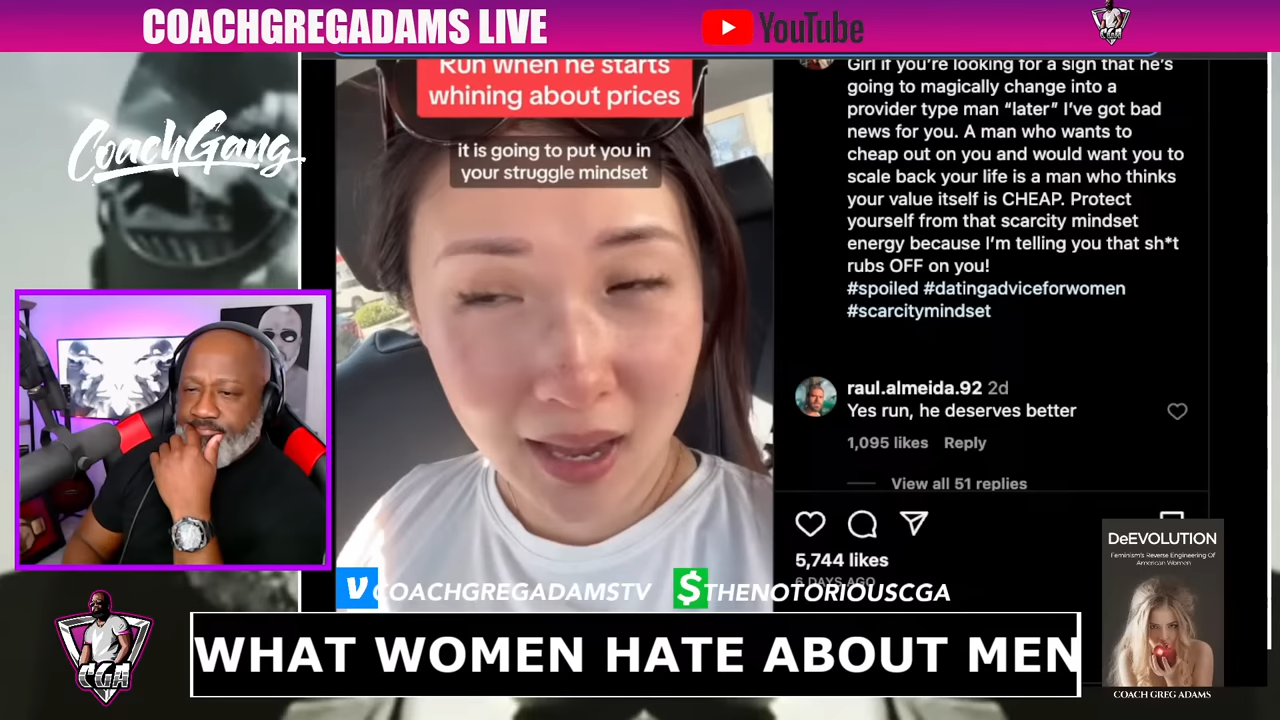 COACHGREGADAMS LIVE
YouTube
CGA
CoachGang
Run when he starts
whining about prices
it is going to put you in
your struggle mindset
Girl if you're looking for a sign that he's
going to magically change into a
provider type man “later” I've got bad
news for you. A man who wants to
cheap out on you and would want you to
scale back your life is a man who thinks
your value itself is CHEAP. Protect
yourself from that scarcity mindset
energy because I'm telling you that sh*t
rubs OFF on you!
#spoiled #datingadviceforwomen
#scarcitymindset
raul.almeida.92 2d
Yes run, he deserves better
1,095 likes Reply
View all 51 replies
5,744 likes
6 DAYS AGO
COACHGREGADAMSTV
$THENOTORIOUSCGA
CGA
WHAT WOMEN HATE ABOUT MEN
DeEVOLUTION
Feminism's Reverse Engineering Of
American Women
COACH GREG ADAMS